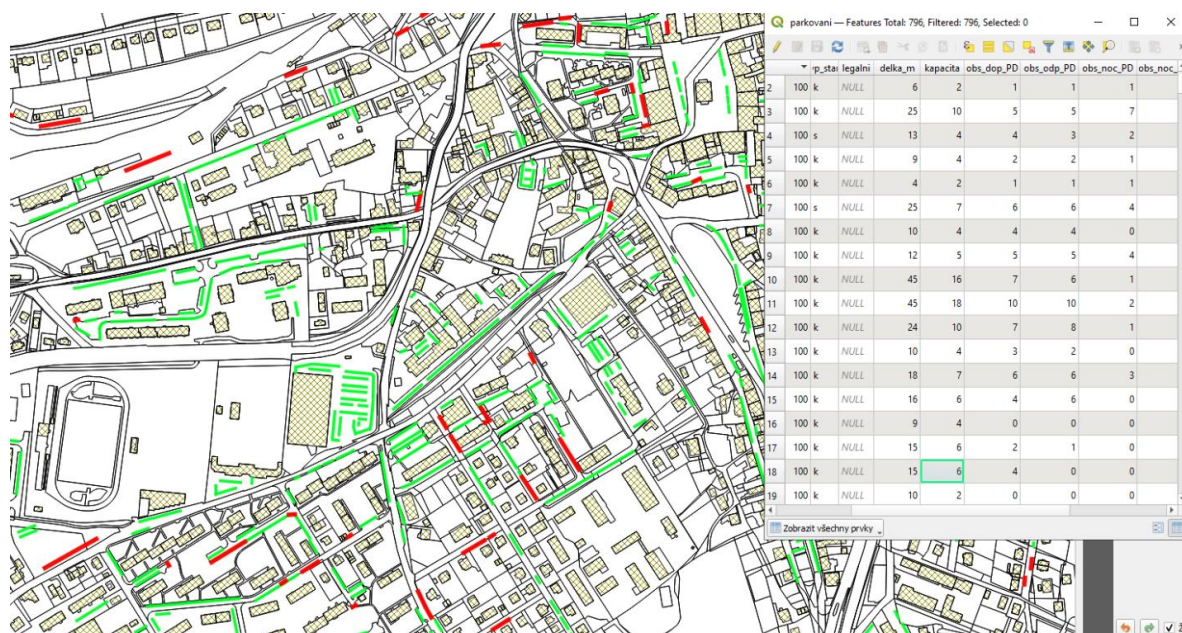 parkovani — Features Total: 796, Filtered: 796, Selected: 0
legalni delka_m kapacita obs_dop_PD obs_odp_PD obs_noc_PD obs_noc_
2 100 k NULL 6 2 1 1 1
3 100 k NULL 25 10 5 5 7
4 100 s NULL 13 4 4 3 2
5 100 k NULL 9 4 2 2 1
6 100 k NULL 4 2 1 1 1
7 100 s NULL 25 7 6 6 4
8 100 k NULL 10 4 4 4 0
9 100 k NULL 12 5 5 5 4
10 100 k NULL 45 16 7 6 1
11 100 k NULL 45 18 10 10 2
12 100 k NULL 24 10 7 8 1
13 100 k NULL 10 4 3 2 0
14 100 k NULL 18 7 6 6 3
15 100 k NULL 16 6 4 6 0
16 100 k NULL 9 4 0 0 0
17 100 k NULL 15 6 2 1 0
18 100 k NULL 15 6 4 0 0
19 100 k NULL 10 2 0 0 0
Zobrazit všechny prvky